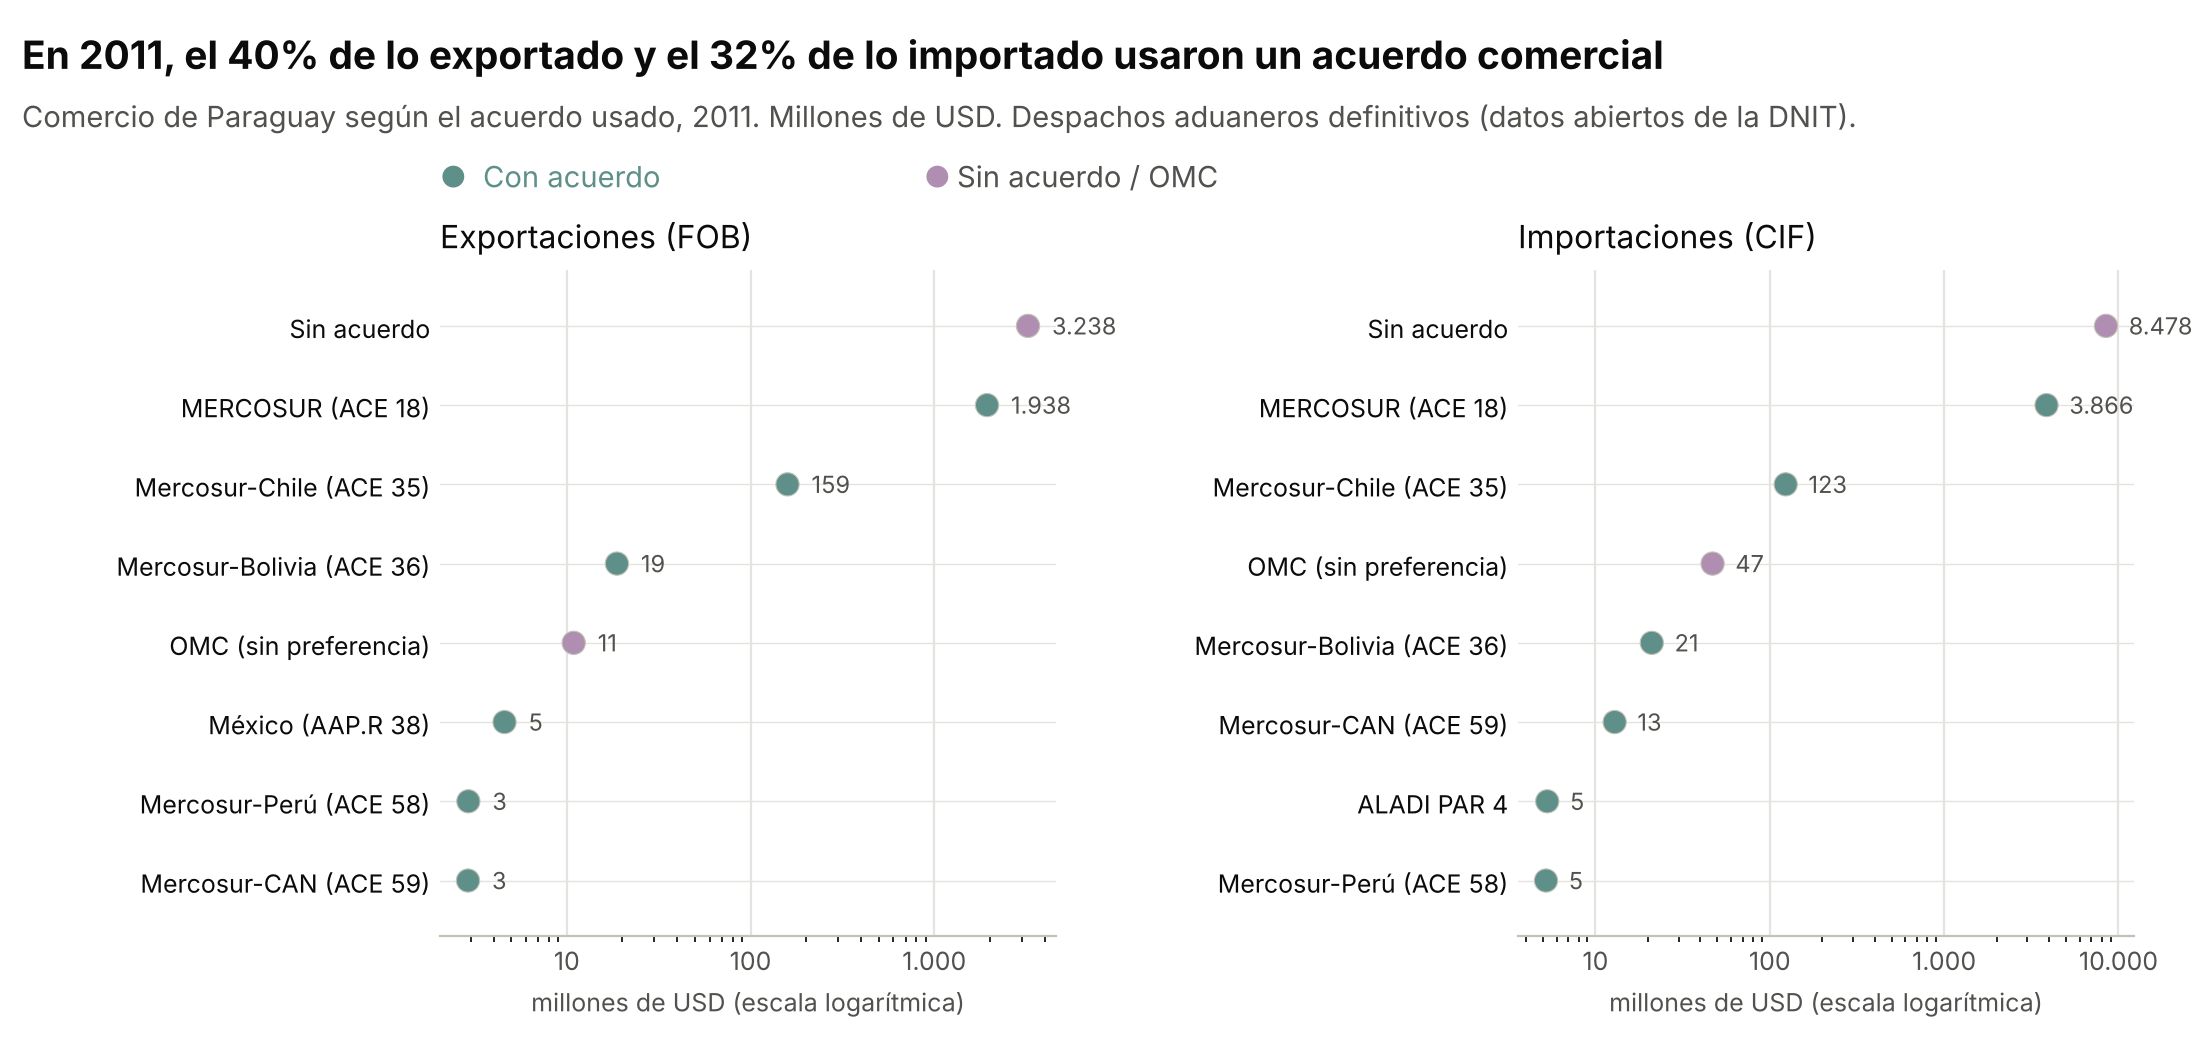 En 2011, el 40% de lo exportado y el 32% de lo importado usaron un acuerdo comercial
Comercio de Paraguay según el acuerdo usado, 2011. Millones de USD. Despachos aduaneros definitivos (datos abiertos de la DNIT).
Con acuerdo
Sin acuerdo / OMC
Exportaciones (FOB)
Sin acuerdo 3.238
MERCOSUR (ACE 18) 1.938
Mercosur-Chile (ACE 35) 159
Mercosur-Bolivia (ACE 36) 19
OMC (sin preferencia) 11
México (AAP.R 38) 5
Mercosur-Perú (ACE 58) 3
Mercosur-CAN (ACE 59) 3
10 100 1.000
millones de USD (escala logarítmica)
Importaciones (CIF)
Sin acuerdo 8.478
MERCOSUR (ACE 18) 3.866
Mercosur-Chile (ACE 35) 123
OMC (sin preferencia) 47
Mercosur-Bolivia (ACE 36) 21
Mercosur-CAN (ACE 59) 13
ALADI PAR 4 5
Mercosur-Perú (ACE 58) 5
10 100 1.000 10.000
millones de USD (escala logarítmica)